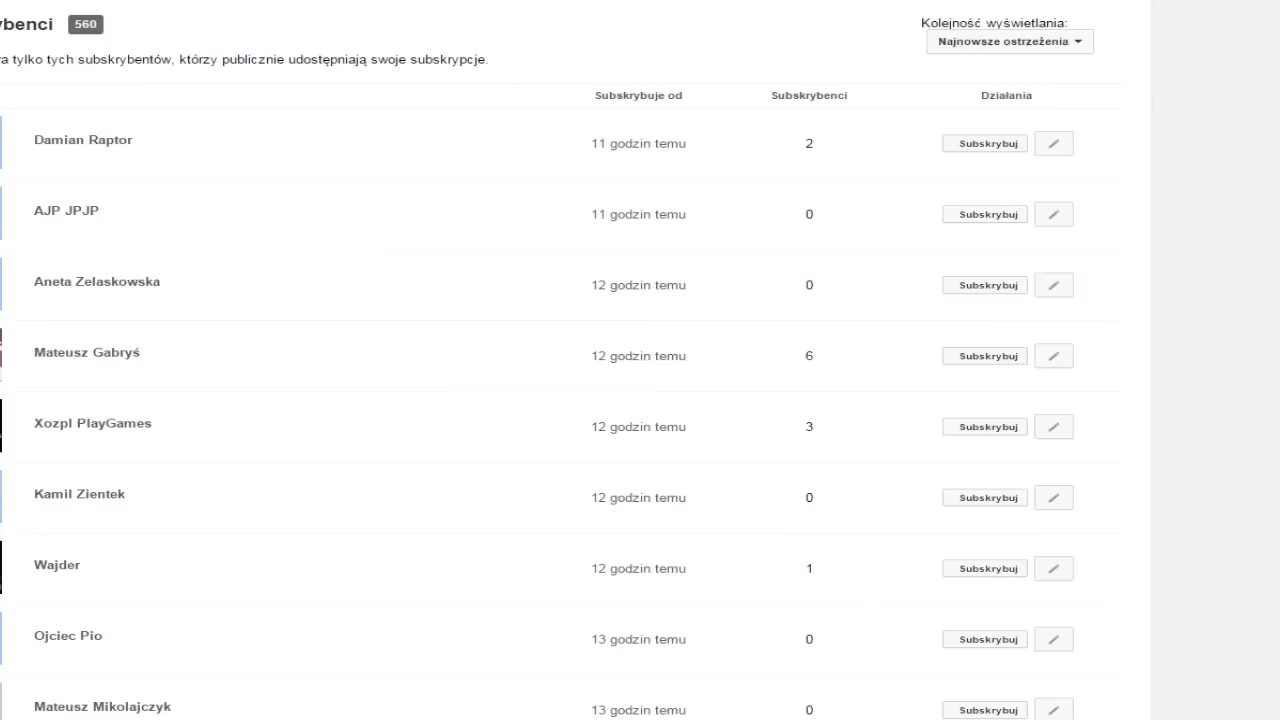 ybenci 560
Kolejność wyświetlania:
Najnowsze ostrzeżenia
ra tylko tych subskrybentów, którzy publicznie udostępniają swoje subskrypcje.
Subskrybuje od Subskrybenci Działania
Damian Raptor 11 godzin temu 2 Subskrybuj
AJP JPJP 11 godzin temu 0 Subskrybuj
Aneta Zelaskowska 12 godzin temu 0 Subskrybuj
Mateusz Gabryś 12 godzin temu 6 Subskrybuj
Xozpl PlayGames 12 godzin temu 3 Subskrybuj
Kamil Zientek 12 godzin temu 0 Subskrybuj
Wajder 12 godzin temu 1 Subskrybuj
Ojciec Pio 13 godzin temu 0 Subskrybuj
Mateusz Mikolajczyk 13 godzin temu 0 Subskrybuj